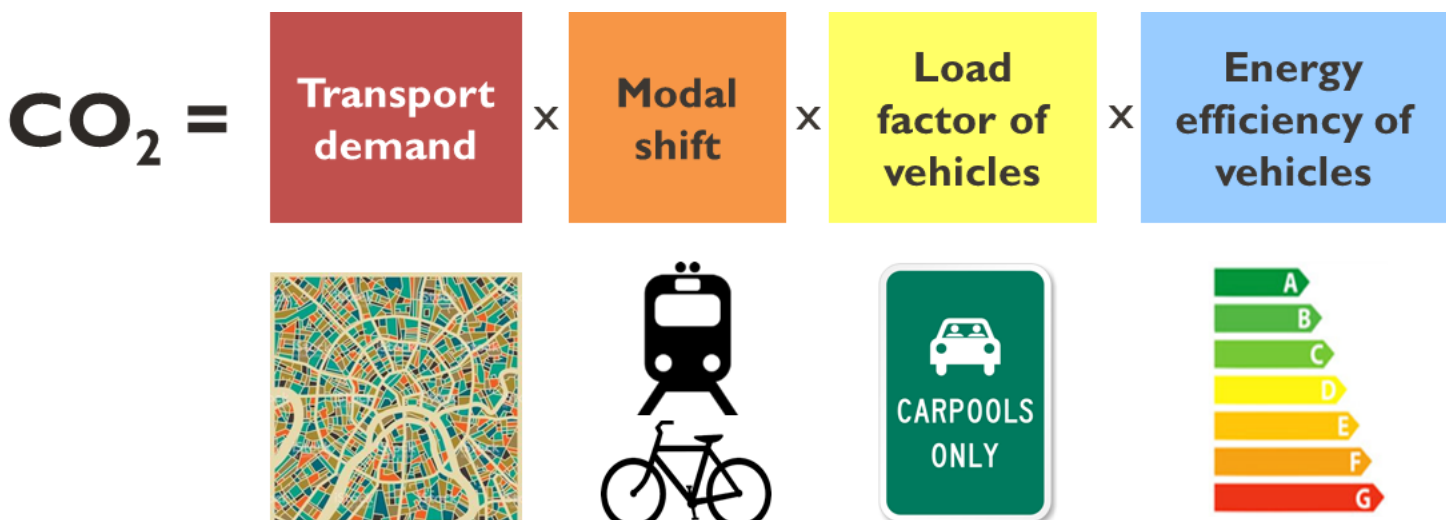 CO₂ =
Transport
demand
x
Modal
shift
x
Load
factor of
vehicles
x
Energy
efficiency of
vehicles
CARPOOLS
ONLY
A
B
C
D
E
F
G